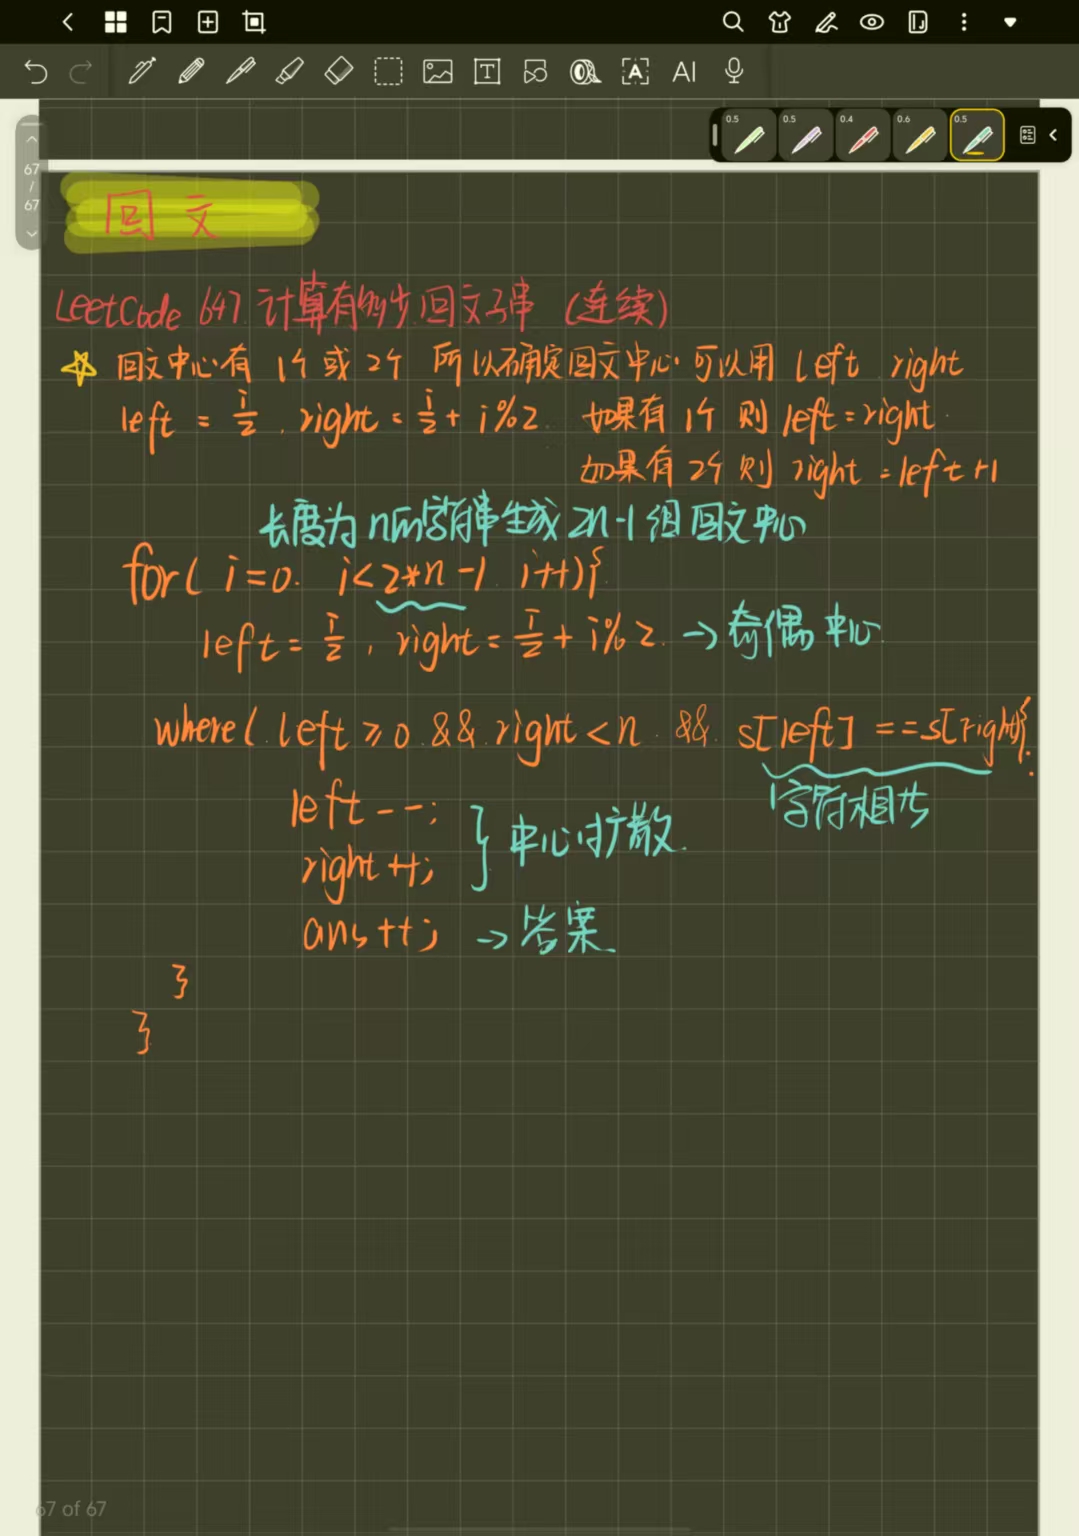 0.5 0.5 0.4 0.6 0.5
T A AI
67
/
67
回文
LeetCode 647. 计算有多少回文子串 (连续)
回文中心有 1个 或 2个 所以确定回文中心 可以用 left right
left = i/2 . right = i/2 + i%2. 如果有 1个 则 left = right.
如果有 2个 则 right = left+1
长度为 n的字符串生成 2n-1 组 回文中心
for( i=0. i<2*n-1 i++){
left = i/2 , right = i/2 + i%2. → 奇偶 中心.
where( left ≥ 0 && right < n && s[left] == s[right]){
字符相等
left--;
right++;
} 中心扩散.
ans++; → 答案.
}
}
67 of 67